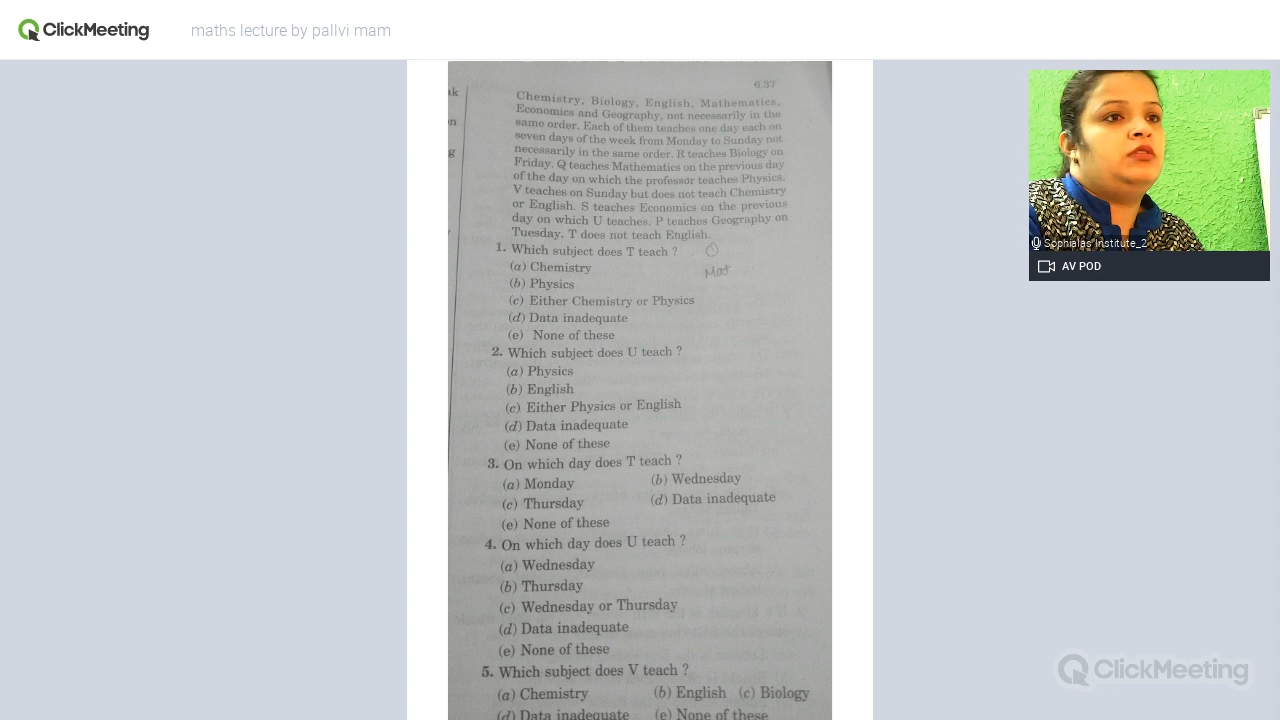 ClickMeeting
maths lecture by pallvi mam
6.37
Chemistry, Biology, English, Mathematics,
Economics and Geography, not necessarily in the
same order. Each of them teaches one day each on
seven days of the week from Monday to Sunday not
necessarily in the same order. R teaches Biology on
Friday. Q teaches Mathematics on the previous day
of the day on which the professor teaches Physics.
V teaches on Sunday but does not teach Chemistry
or English. S teaches Economics on the previous
day on which U teaches. P teaches Geography on
Tuesday. T does not teach English.
1. Which subject does T teach ?
(a) Chemistry
Mat
(b) Physics
(c) Either Chemistry or Physics
(d) Data inadequate
(e) None of these
2. Which subject does U teach ?
(a) Physics
(b) English
(c) Either Physics or English
(d) Data inadequate
(e) None of these
3. On which day does T teach ?
(a) Monday (b) Wednesday
(c) Thursday (d) Data inadequate
(e) None of these
4. On which day does U teach ?
(a) Wednesday
(b) Thursday
(c) Wednesday or Thursday
(d) Data inadequate
(e) None of these
5. Which subject does V teach ?
(a) Chemistry (b) English (c) Biology
(d) Data inadequate (e) None of these
Sophialas Institute_2
AV POD
ClickMeeting